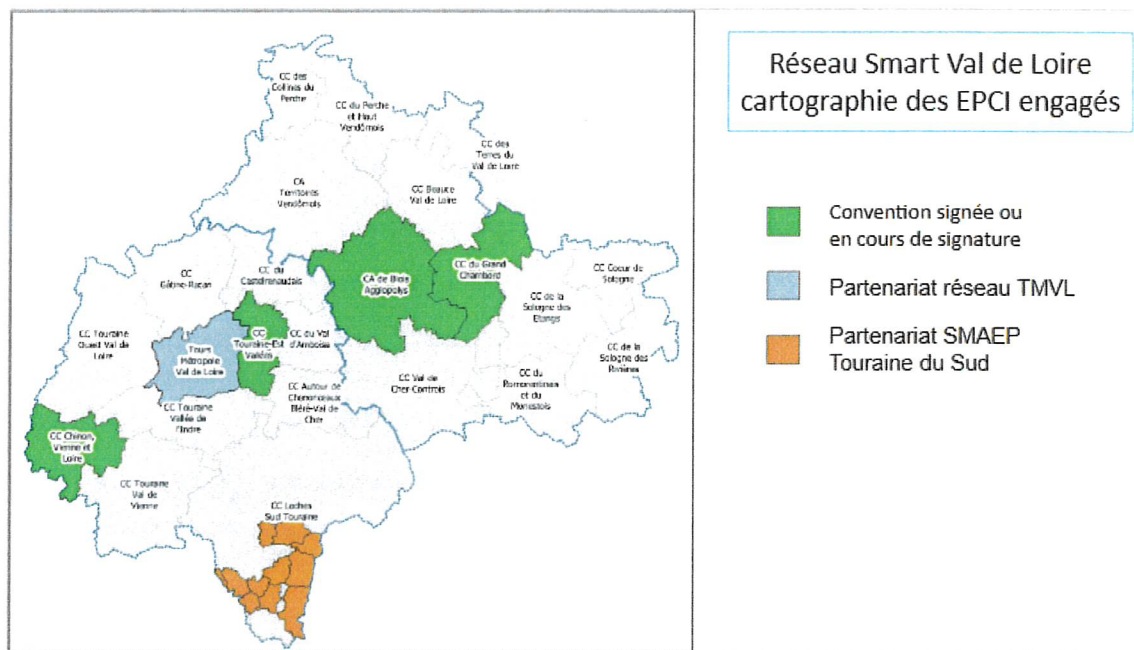 Réseau Smart Val de Loire
cartographie des EPCI engagés
Convention signée ou
en cours de signature
Partenariat réseau TMVL
Partenariat SMAEP
Touraine du Sud
CC des
Collines du
Perche
CC du Perche
et Haut
Vendômois
CC des
Terres du
Val de Loire
CA
Territoires
Vendômois
CC Beauce
Val de Loire
CC
Gâtine-Racan
CC du
Castelrenaudais
CA de Blois
Agglopolys
CC du Grand
Chambord
CC Coeur de
Sologne
CC de la
Sologne des
Etangs
CC Touraine
Ouest Val de
Loire
Tours
Métropole
Val de Loire
CC
Touraine-Est
Vallées
CC du Val
d'Amboise
CC de la
Sologne des
Rivières
CC Val de
Cher-Controis
CC du
Romorantinais
et du
Monestois
CC Autour de
Chenonceaux
Bléré-Val de
Cher
CC Touraine
Vallée de
l'Indre
CC Chinon,
Vienne et
Loire
CC Touraine
Val de
Vienne
CC Loches
Sud Touraine